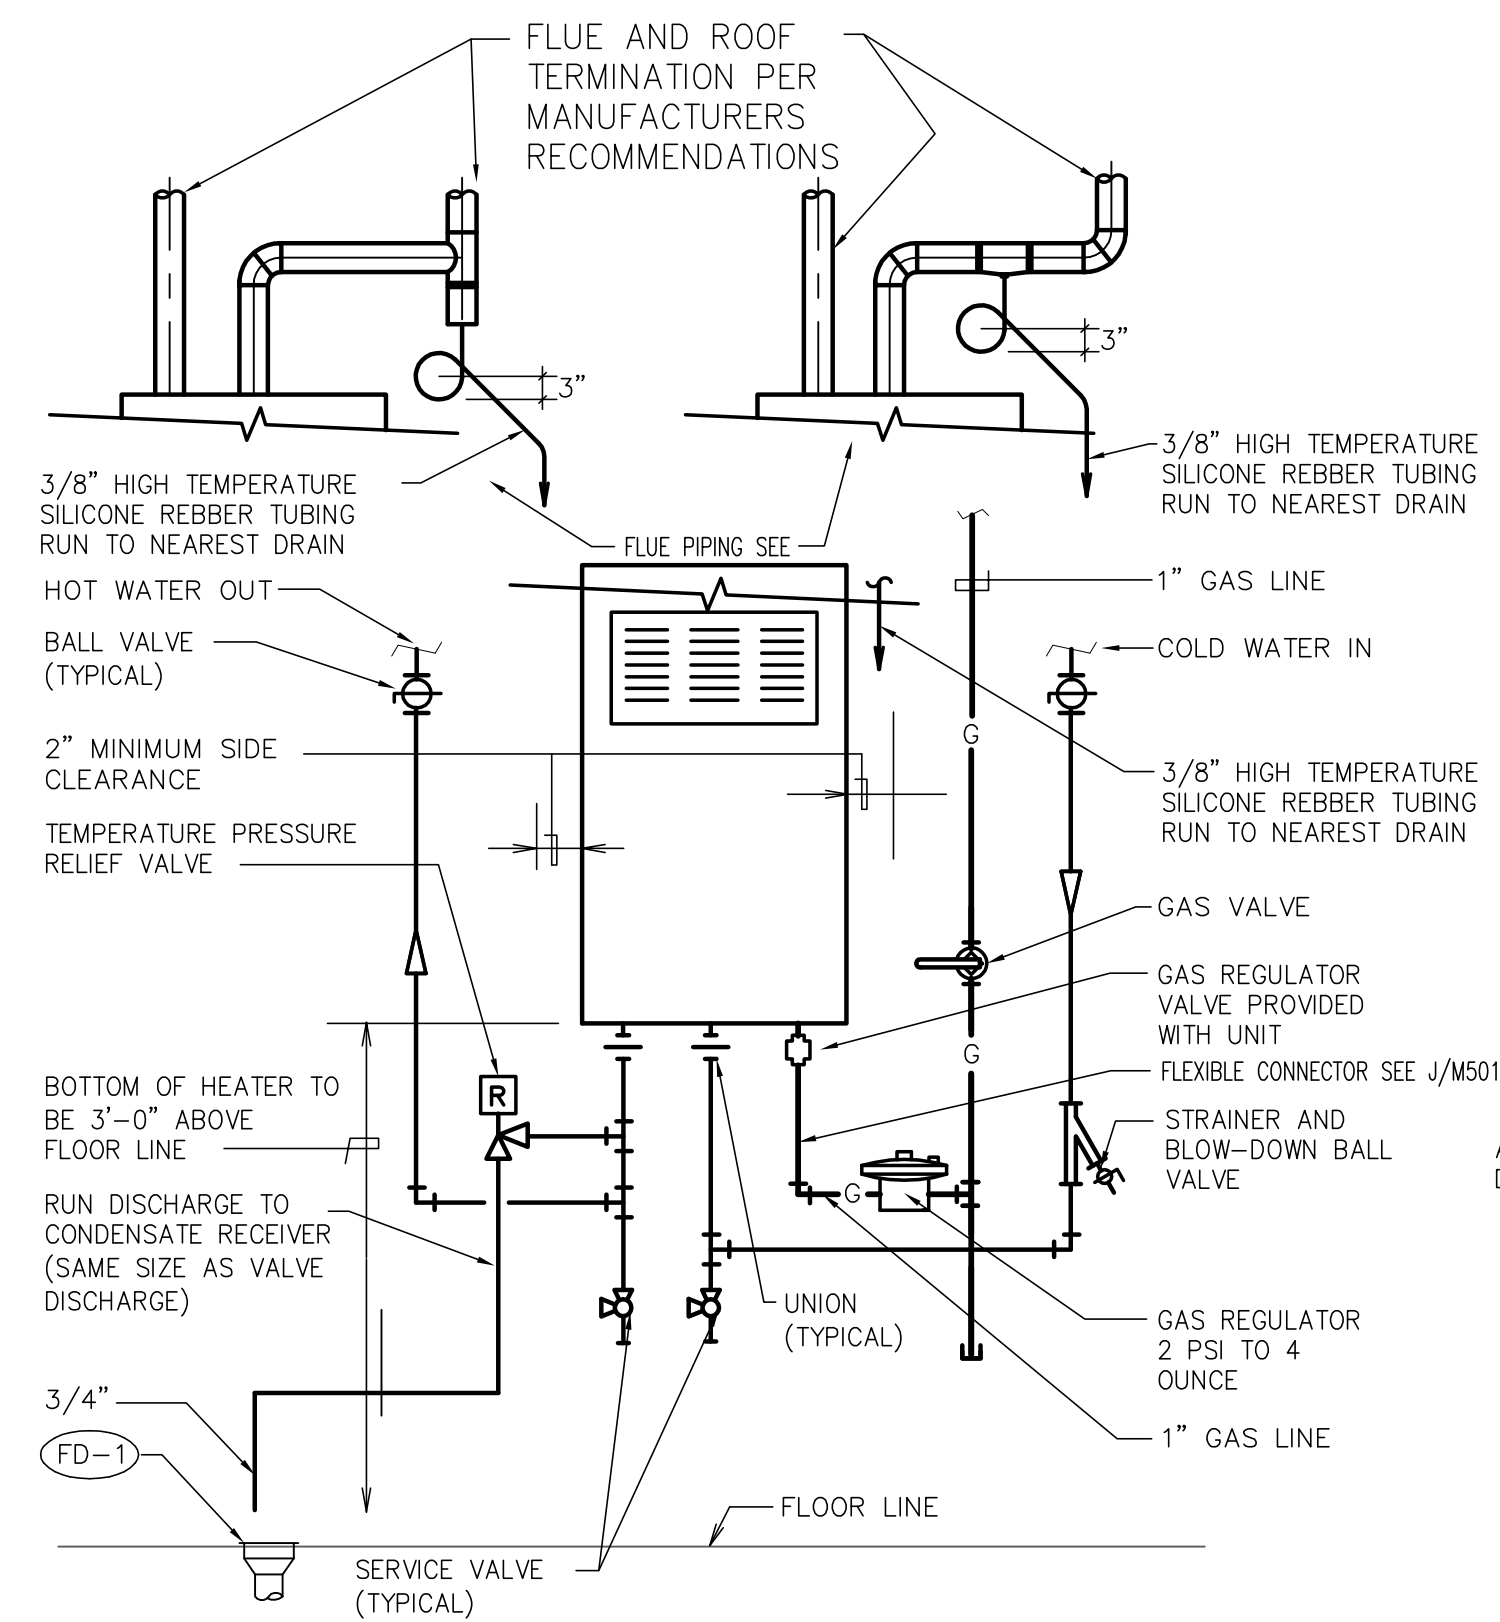 FLUE AND ROOF
TERMINATION PER
MANUFACTURERS
RECOMMENDATIONS
3”
3”
3/8” HIGH TEMPERATURE
SILICONE REBBER TUBING
RUN TO NEAREST DRAIN
3/8” HIGH TEMPERATURE
SILICONE REBBER TUBING
RUN TO NEAREST DRAIN
FLUE PIPING SEE
HOT WATER OUT
1” GAS LINE
BALL VALVE
(TYPICAL)
COLD WATER IN
G
2” MINIMUM SIDE
CLEARANCE
3/8” HIGH TEMPERATURE
SILICONE REBBER TUBING
RUN TO NEAREST DRAIN
TEMPERATURE PRESSURE
RELIEF VALVE
GAS VALVE
GAS REGULATOR
VALVE PROVIDED
WITH UNIT
G
FLEXIBLE CONNECTOR SEE J/M501
BOTTOM OF HEATER TO
BE 3’-0” ABOVE
FLOOR LINE
R
STRAINER AND
BLOW-DOWN BALL
VALVE
RUN DISCHARGE TO
CONDENSATE RECEIVER
(SAME SIZE AS VALVE
DISCHARGE)
G
UNION
(TYPICAL)
GAS REGULATOR
2 PSI TO 4
OUNCE
3/4”
1” GAS LINE
FD-1
FLOOR LINE
SERVICE VALVE
(TYPICAL)